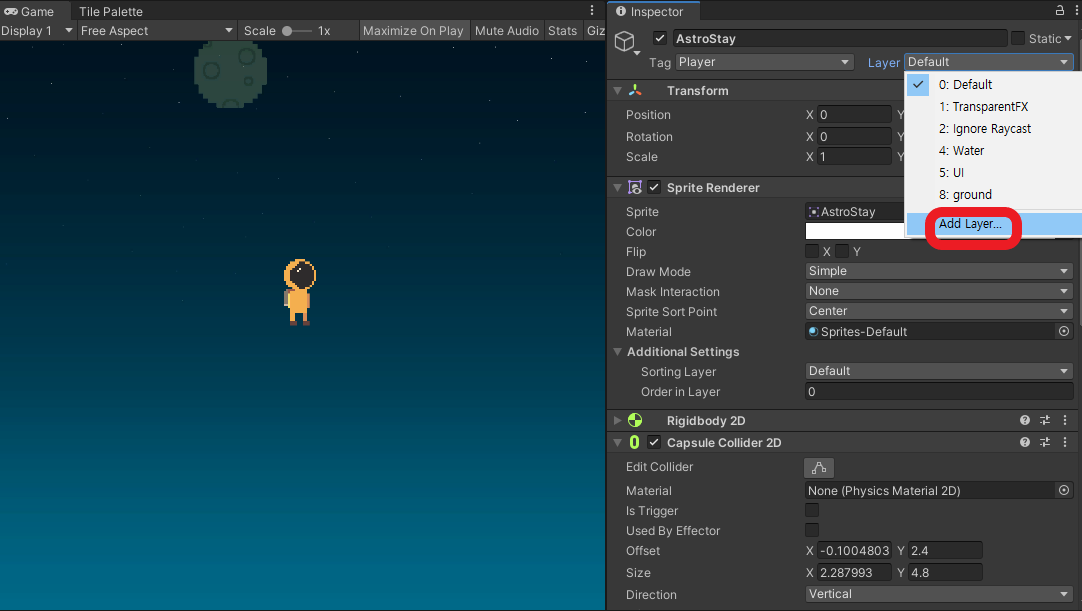 Game Tile Palette
Display 1 Free Aspect Scale 1x Maximize On Play Mute Audio Stats Giz
Inspector
AstroStay Static
Tag Player Layer Default
0: Default
1: TransparentFX
2: Ignore Raycast
4: Water
5: UI
8: ground
Add Layer...
Transform
Position X 0 Y
Rotation X 0 Y
Scale X 1 Y
Sprite Renderer
Sprite AstroStay
Color
Flip X Y
Draw Mode Simple
Mask Interaction None
Sprite Sort Point Center
Material Sprites-Default
Additional Settings
Sorting Layer Default
Order in Layer 0
Rigidbody 2D
Capsule Collider 2D
Edit Collider
Material None (Physics Material 2D)
Is Trigger
Used By Effector
Offset X -0.1004803 Y 2.4
Size X 2.287993 Y 4.8
Direction Vertical